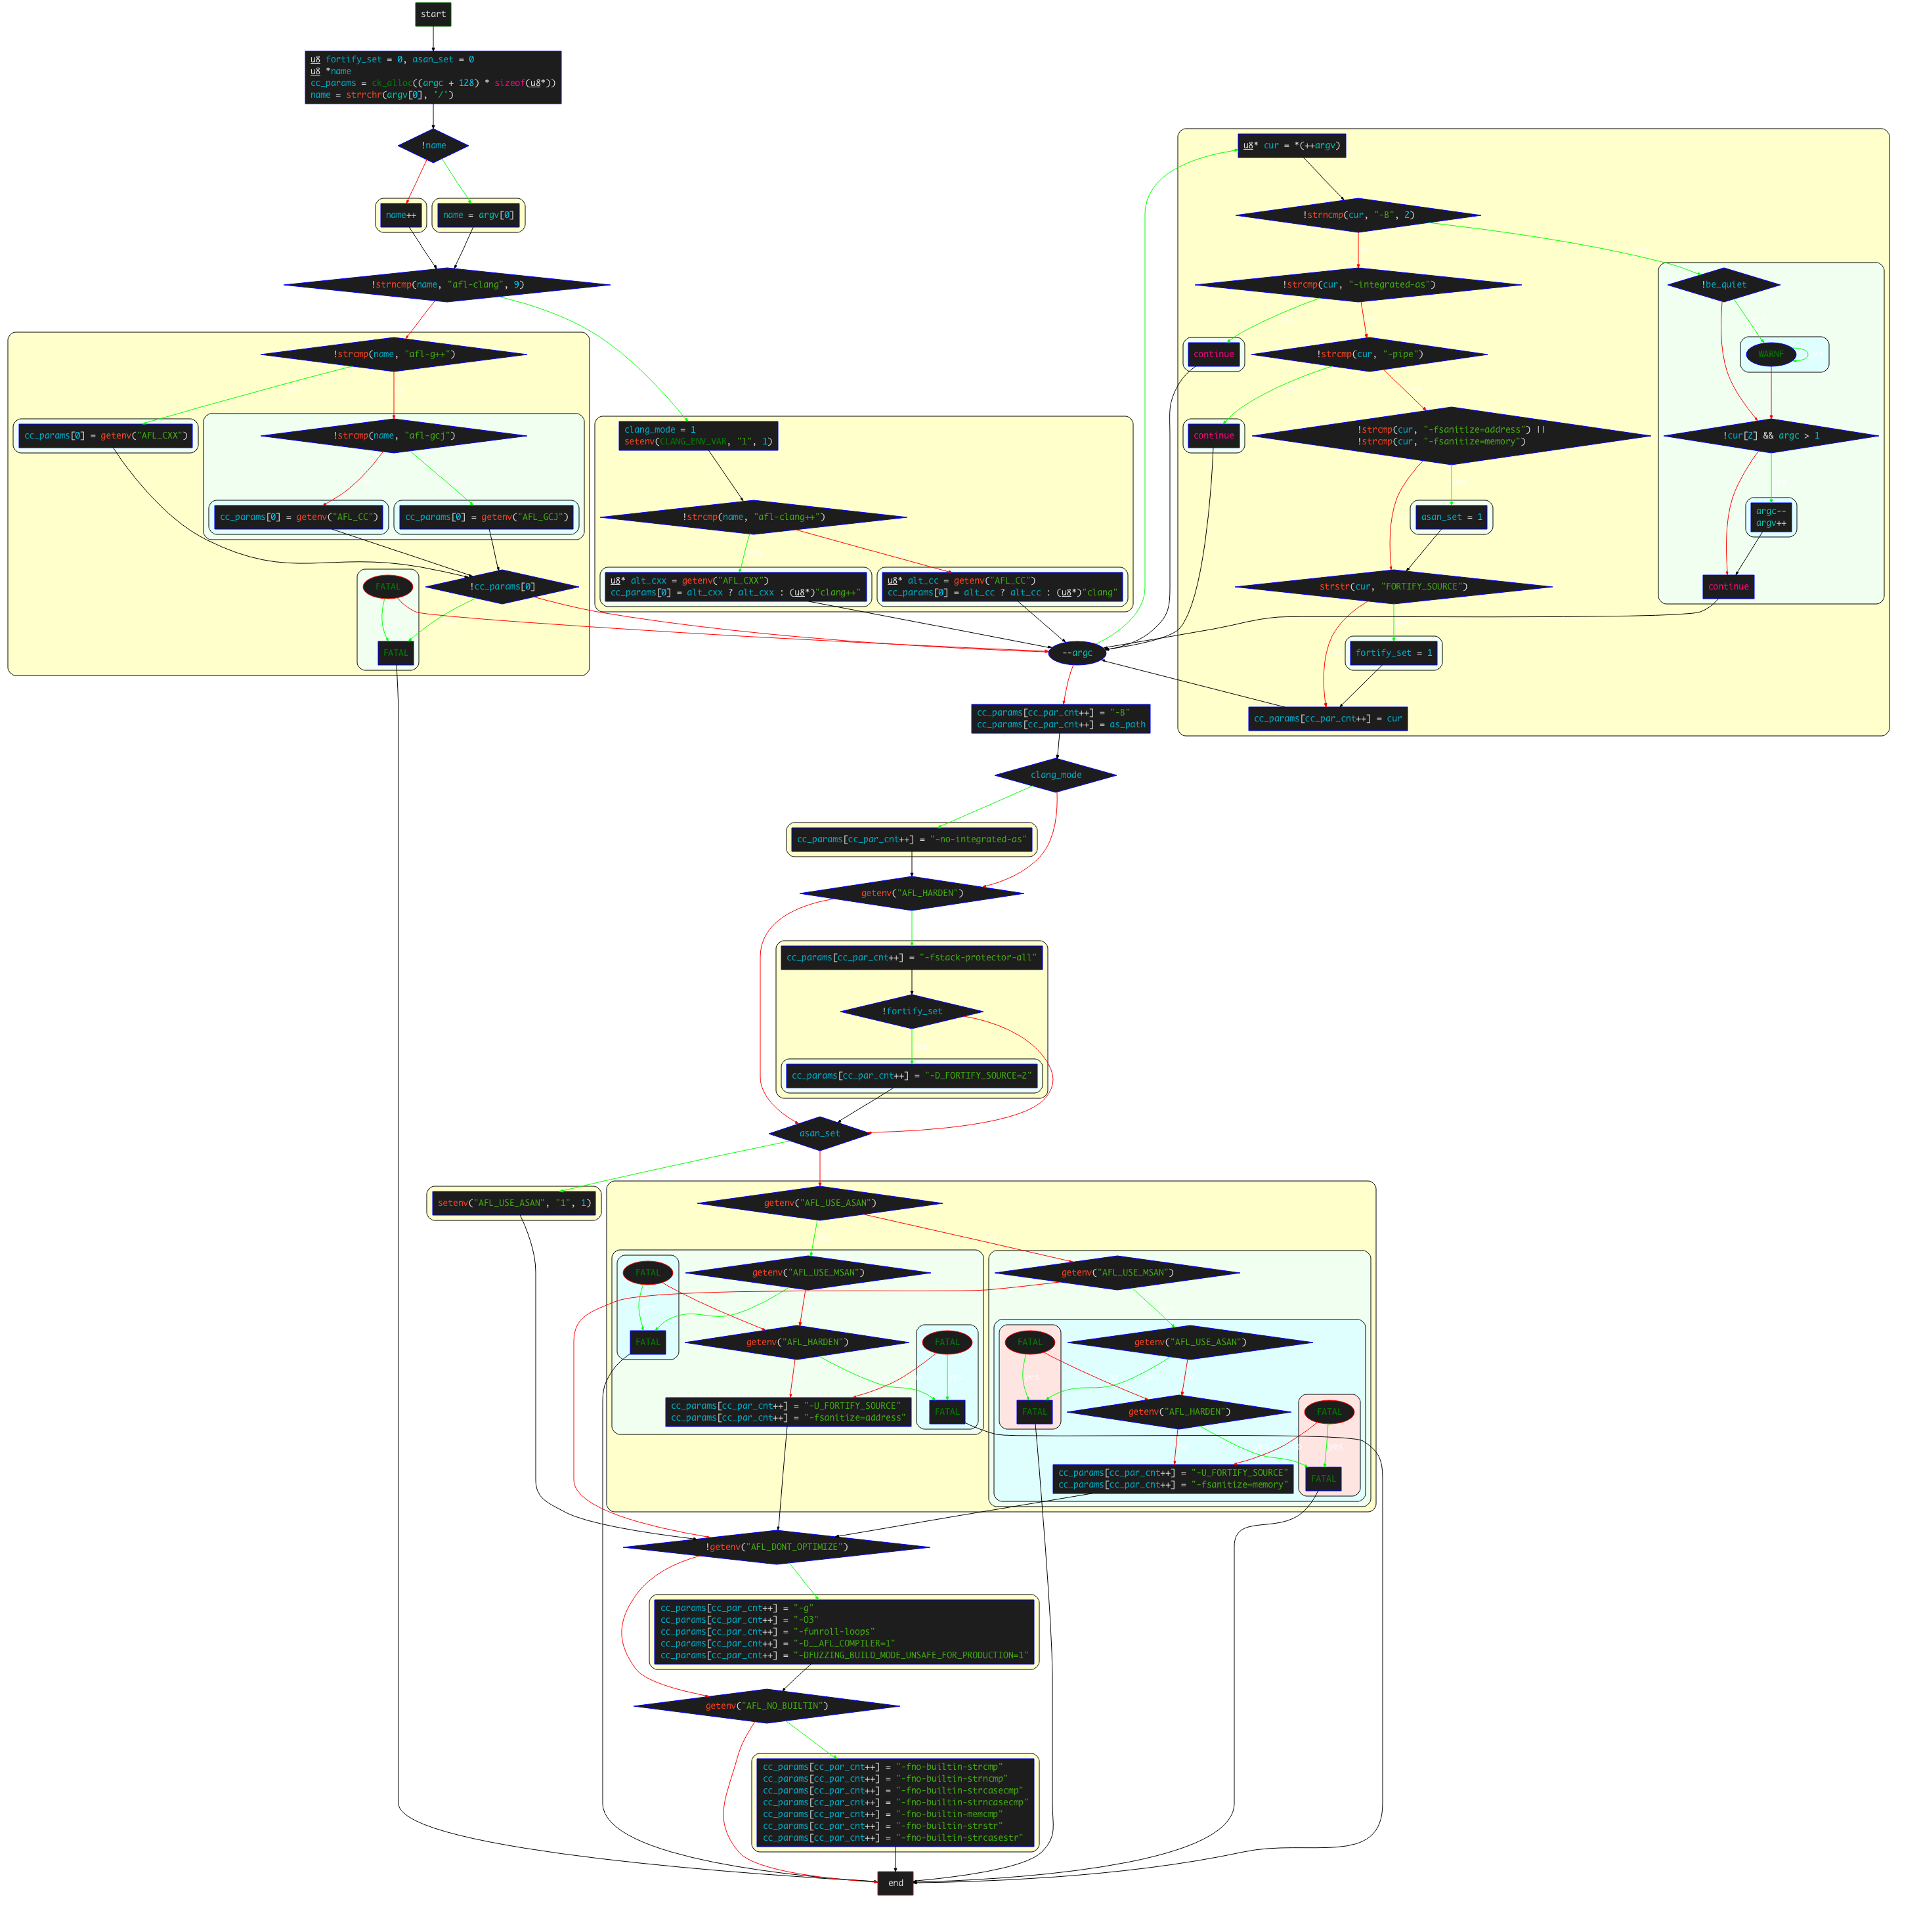 start
u8 fortify_set = 0, asan_set = 0
u8 *name
cc_params = ck_alloc((argc + 128) * sizeof(u8*))
name = strrchr(argv[0], '/')
!name
name++
name = argv[0]
!strncmp(name, "afl-clang", 9)
!strcmp(name, "afl-g++")
cc_params[0] = getenv("AFL_CXX")
!strcmp(name, "afl-gcj")
cc_params[0] = getenv("AFL_CC")
cc_params[0] = getenv("AFL_GCJ")
FATAL
!cc_params[0]
FATAL
clang_mode = 1
setenv(CLANG_ENV_VAR, "1", 1)
!strcmp(name, "afl-clang++")
u8* alt_cxx = getenv("AFL_CXX")
cc_params[0] = alt_cxx ? alt_cxx : (u8*)"clang++"
u8* alt_cc = getenv("AFL_CC")
cc_params[0] = alt_cc ? alt_cc : (u8*)"clang"
--argc
u8* cur = *(++argv)
!strncmp(cur, "-B", 2)
!strcmp(cur, "-integrated-as")
!be_quiet
continue
!strcmp(cur, "-pipe")
WARNF
continue
!strcmp(cur, "-fsanitize=address") ||
!strcmp(cur, "-fsanitize=memory")
!cur[2] && argc > 1
asan_set = 1
argc--
argv++
strstr(cur, "FORTIFY_SOURCE")
continue
fortify_set = 1
cc_params[cc_par_cnt++] = cur
cc_params[cc_par_cnt++] = "-B"
cc_params[cc_par_cnt++] = as_path
clang_mode
cc_params[cc_par_cnt++] = "-no-integrated-as"
getenv("AFL_HARDEN")
cc_params[cc_par_cnt++] = "-fstack-protector-all"
!fortify_set
cc_params[cc_par_cnt++] = "-D_FORTIFY_SOURCE=2"
asan_set
setenv("AFL_USE_ASAN", "1", 1)
getenv("AFL_USE_ASAN")
FATAL
getenv("AFL_USE_MSAN")
getenv("AFL_USE_MSAN")
FATAL
getenv("AFL_HARDEN")
FATAL
FATAL
getenv("AFL_USE_ASAN")
yes
cc_params[cc_par_cnt++] = "-U_FORTIFY_SOURCE"
cc_params[cc_par_cnt++] = "-fsanitize=address"
FATAL
FATAL
getenv("AFL_HARDEN")
FATAL
yes
cc_params[cc_par_cnt++] = "-U_FORTIFY_SOURCE"
cc_params[cc_par_cnt++] = "-fsanitize=memory"
FATAL
!getenv("AFL_DONT_OPTIMIZE")
cc_params[cc_par_cnt++] = "-g"
cc_params[cc_par_cnt++] = "-O3"
cc_params[cc_par_cnt++] = "-funroll-loops"
cc_params[cc_par_cnt++] = "-D__AFL_COMPILER=1"
cc_params[cc_par_cnt++] = "-DFUZZING_BUILD_MODE_UNSAFE_FOR_PRODUCTION=1"
getenv("AFL_NO_BUILTIN")
cc_params[cc_par_cnt++] = "-fno-builtin-strcmp"
cc_params[cc_par_cnt++] = "-fno-builtin-strncmp"
cc_params[cc_par_cnt++] = "-fno-builtin-strcasecmp"
cc_params[cc_par_cnt++] = "-fno-builtin-strncasecmp"
cc_params[cc_par_cnt++] = "-fno-builtin-memcmp"
cc_params[cc_par_cnt++] = "-fno-builtin-strstr"
cc_params[cc_par_cnt++] = "-fno-builtin-strcasestr"
end